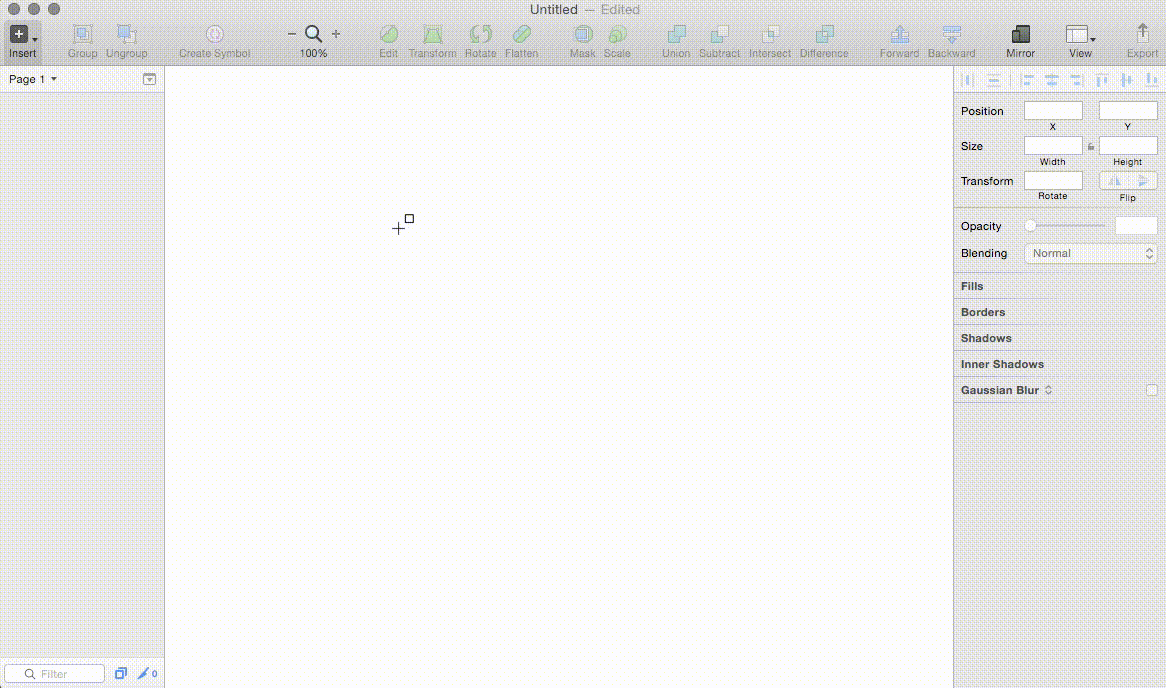 Untitled — Edited
Insert Group Ungroup Create Symbol 100% Edit Transform Rotate Flatten Mask Scale Union Subtract Intersect Difference Forward Backward Mirror View Export
Page 1
Position
X Y
Size
Width Height
Transform
Rotate Flip
Opacity
Blending Normal
Fills
Borders
Shadows
Inner Shadows
Gaussian Blur
Filter 0